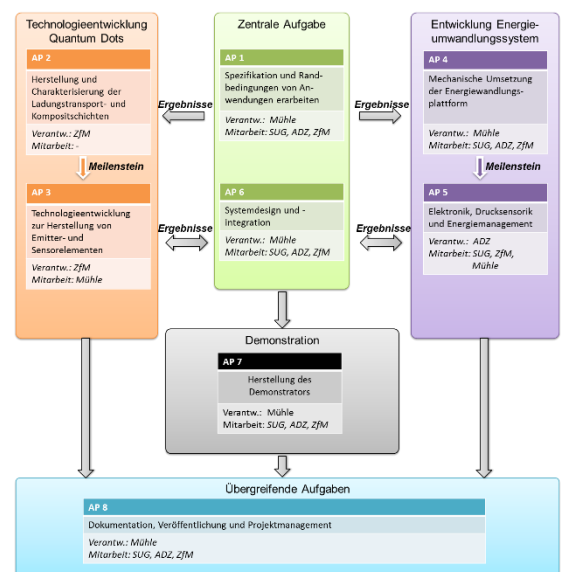 Technologieentwicklung
Quantum Dots
AP 2
Herstellung und
Charakterisierung der
Ladungstransport- und
Kompositschichten
Verantw.: ZfM
Mitarbeit: -
Meilenstein
AP 3
Technologieentwicklung
zur Herstellung von
Emitter- und
Sensorelementen
Verantw.: ZfM
Mitarbeit: Mühle
Ergebnisse
Ergebnisse
Zentrale Aufgabe
AP 1
Spezifikation und Rand-
bedingungen von An-
wendungen erarbeiten
Verantw.: Mühle
Mitarbeit: SUG, ADZ, ZfM
AP 6
Systemdesign und -
integration
Verantw.: Mühle
Mitarbeit: SUG, ADZ, ZfM
Ergebnisse
Ergebnisse
Entwicklung Energie-
umwandlungssystem
AP 4
Mechanische Umsetzung
der Energiewandlungs-
plattform
Verantw.: Mühle
Mitarbeit: SUG, ADZ, ZfM
Meilenstein
AP 5
Elektronik, Drucksensorik
und Energiemanagement
Verantw.: ADZ
Mitarbeit: SUG, ZfM,
Mühle
Demonstration
AP 7
Herstellung des
Demonstrators
Verantw.: Mühle
Mitarbeit: SUG, ADZ, ZfM
Übergreifende Aufgaben
AP 8
Dokumentation, Veröffentlichung und Projektmanagement
Verantw.: Mühle
Mitarbeit: SUG, ADZ, ZfM